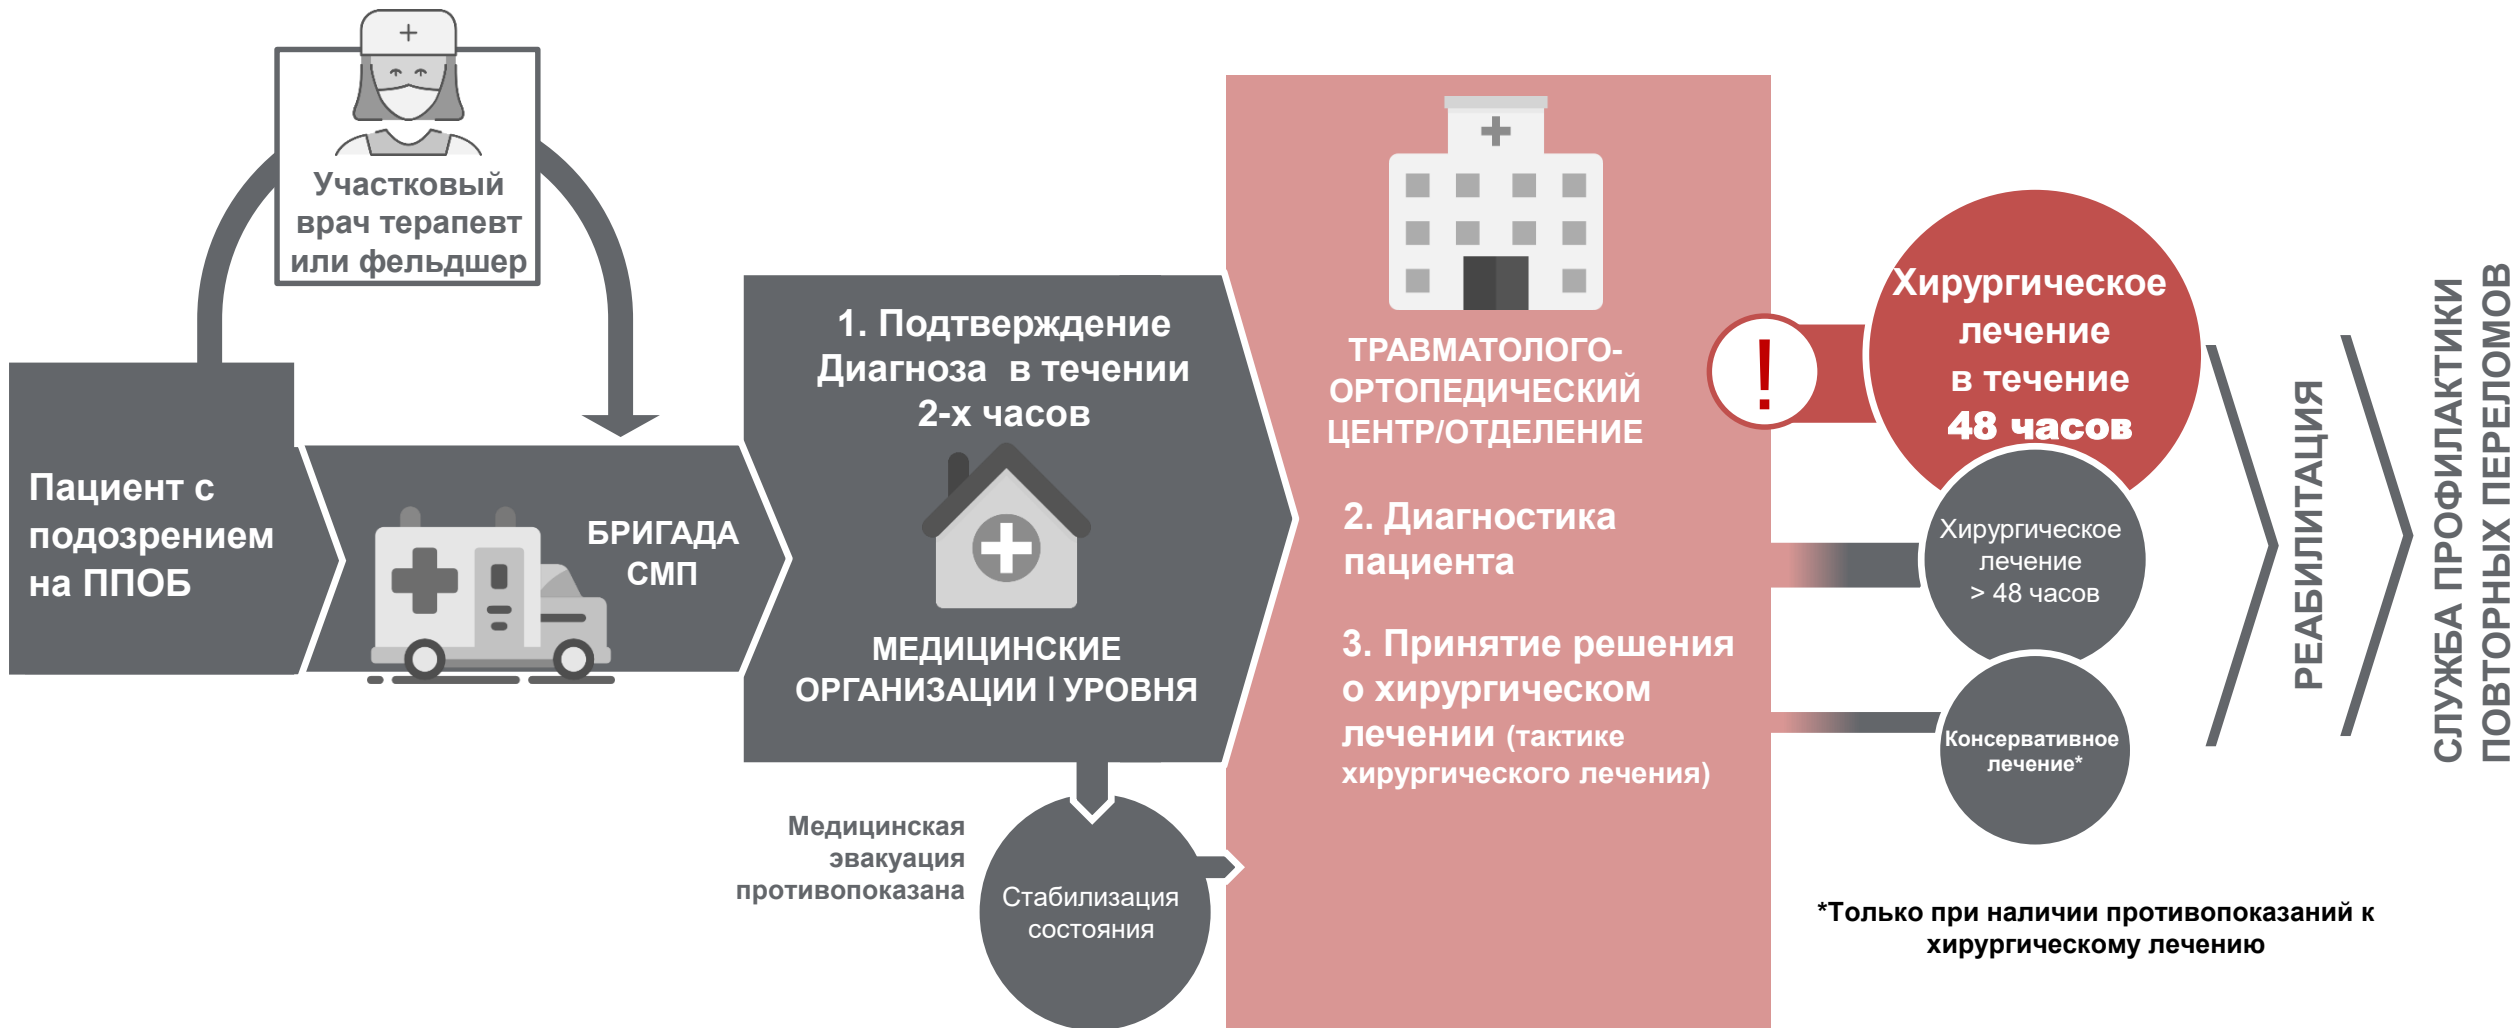 Участковый
врач терапевт
или фельдшер
Пациент с
подозрением
на ППОБ
БРИГАДА
СМП
1. Подтверждение
Диагноза в течении
2-х часов
МЕДИЦИНСКИЕ
ОРГАНИЗАЦИИ I УРОВНЯ
Медицинская
эвакуация
противопоказана
Стабилизация
состояния
ТРАВМАТОЛОГО-
ОРТОПЕДИЧЕСКИЙ
ЦЕНТР/ОТДЕЛЕНИЕ
2. Диагностика
пациента
3. Принятие решения
о хирургическом
лечении (тактике
хирургического лечения)
!
Хирургическое
лечение
в течение
48 часов
Хирургическое
лечение
> 48 часов
Консервативное
лечение*
*Только при наличии противопоказаний к
хирургическому лечению
РЕАБИЛИТАЦИЯ
СЛУЖБА ПРОФИЛАКТИКИ
ПОВТОРНЫХ ПЕРЕЛОМОВ